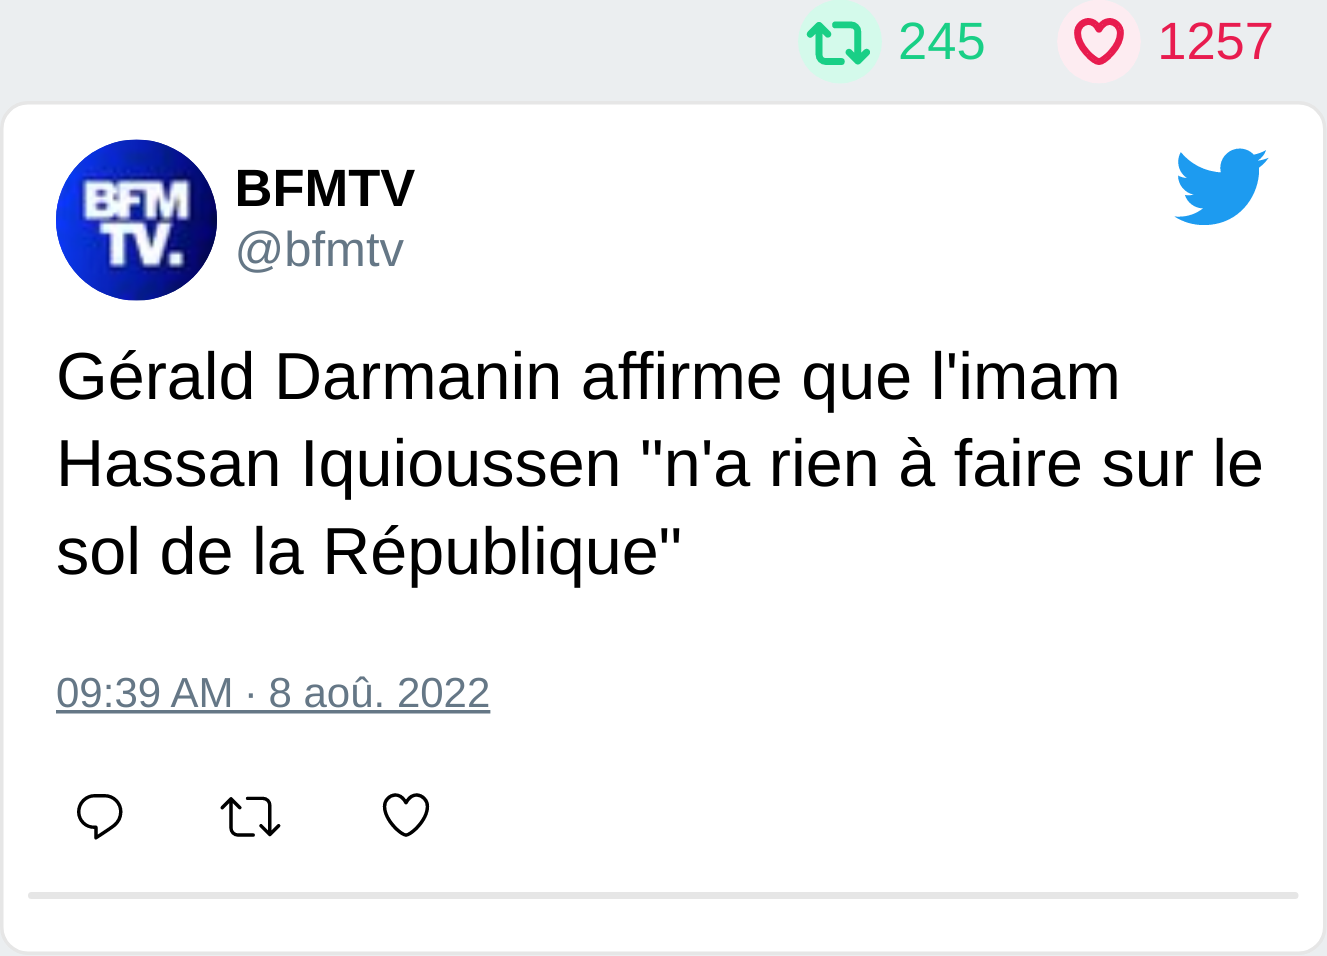 245 1257
BFM
TV.
BFMTV
@bfmtv
Gérald Darmanin affirme que l'imam
Hassan Iquioussen "n'a rien à faire sur le
sol de la République"
09:39 AM · 8 aoû. 2022